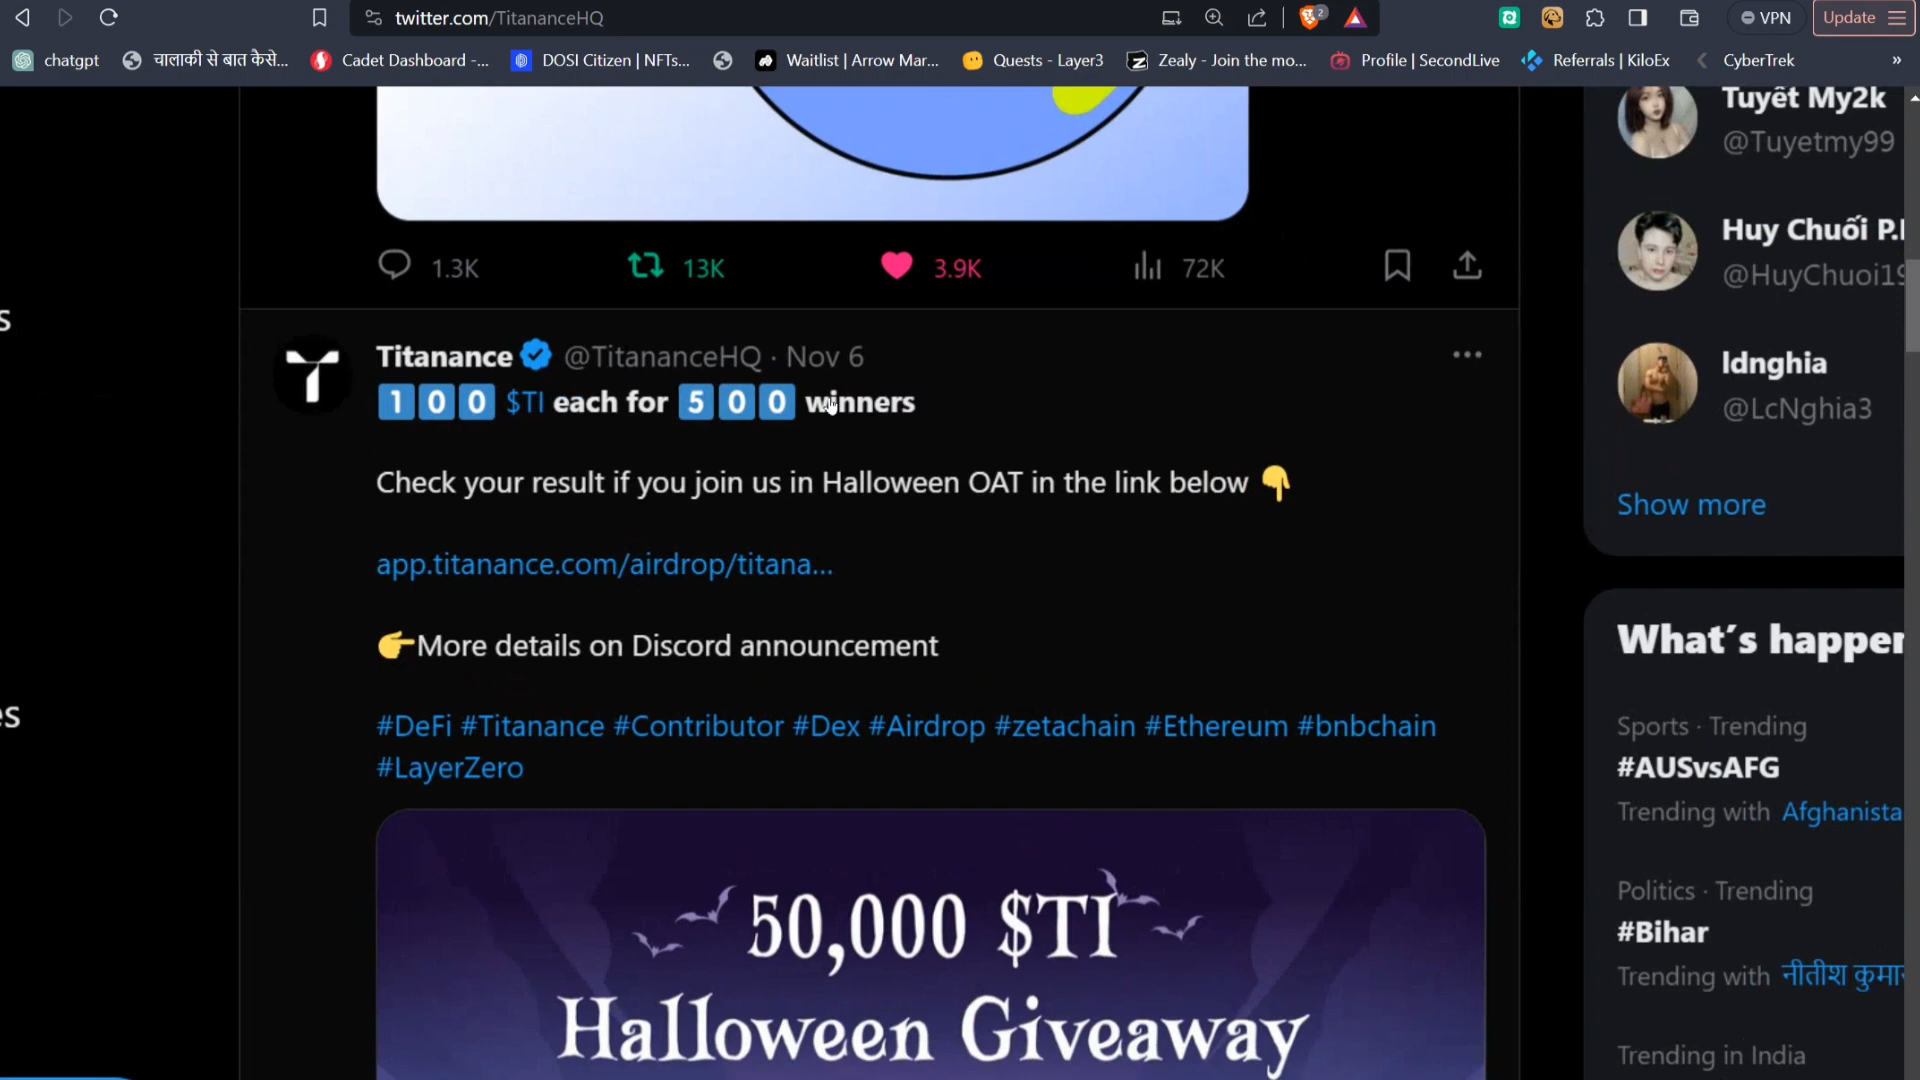 twitter.com/TitananceHQ
2
VPN
Update
chatgpt
चालाकी से बात कैसे...
Cadet Dashboard -...
DOSI Citizen | NFTs...
Waitlist | Arrow Mar...
Quests - Layer3
Zealy - Join the mo...
Profile | SecondLive
Referrals | KiloEx
CyberTrek
»
1.3K
13K
3.9K
72K
Titanance @TitananceHQ · Nov 6
100 $TI each for 500 winners
Check your result if you join us in Halloween OAT in the link below 👇
app.titanance.com/airdrop/titana...
👉More details on Discord announcement
#DeFi #Titanance #Contributor #Dex #Airdrop #zetachain #Ethereum #bnbchain
#LayerZero
50,000 $TI
Halloween Giveaway
Tuyết My2k
@Tuyetmy99
Huy Chuối P.
@HuyChuoi19
ldnghia
@LcNghia3
Show more
What's happen
Sports · Trending
#AUSvsAFG
Trending with Afghanista
Politics · Trending
#Bihar
Trending with नीतीश कुमा
Trending in India